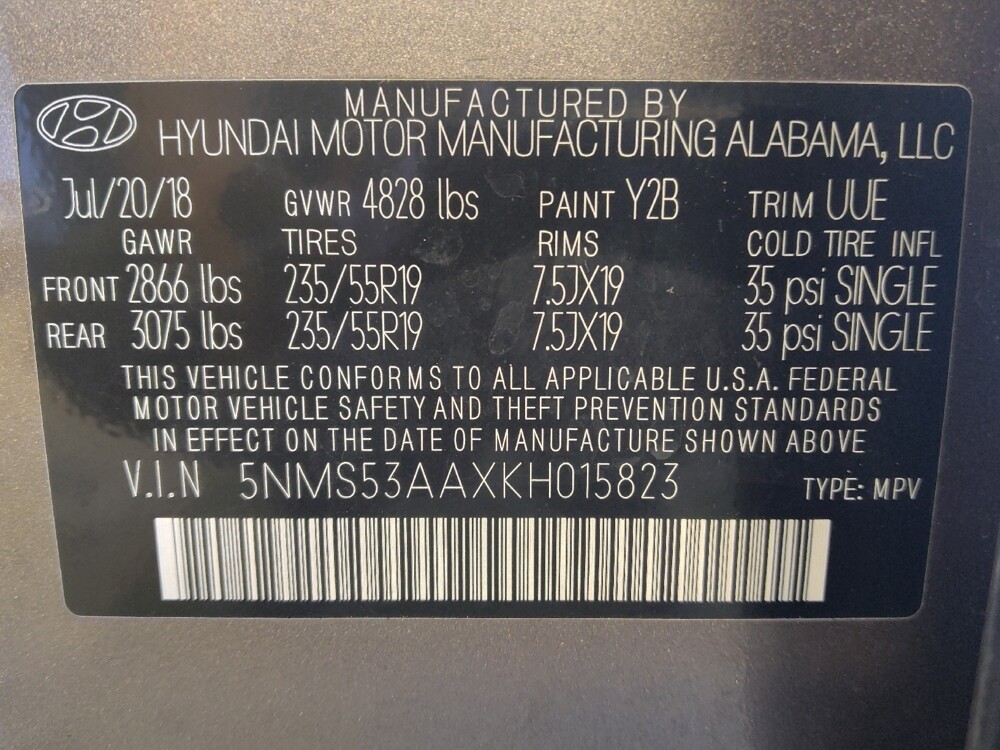 MANUFACTURED BY
HYUNDAI MOTOR MANUFACTURING ALABAMA, LLC
Jul/20/18 GVWR 4828 lbs PAINT Y2B TRIM UUE
GAWR TIRES RIMS COLD TIRE INFL
FRONT 2866 lbs 235/55R19 7.5JX19 35 psi SINGLE
REAR 3075 lbs 235/55R19 7.5JX19 35 psi SINGLE
THIS VEHICLE CONFORMS TO ALL APPLICABLE U.S.A. FEDERAL
MOTOR VEHICLE SAFETY AND THEFT PREVENTION STANDARDS
IN EFFECT ON THE DATE OF MANUFACTURE SHOWN ABOVE
V.I.N 5NMS53AAXKH015823 TYPE: MPV